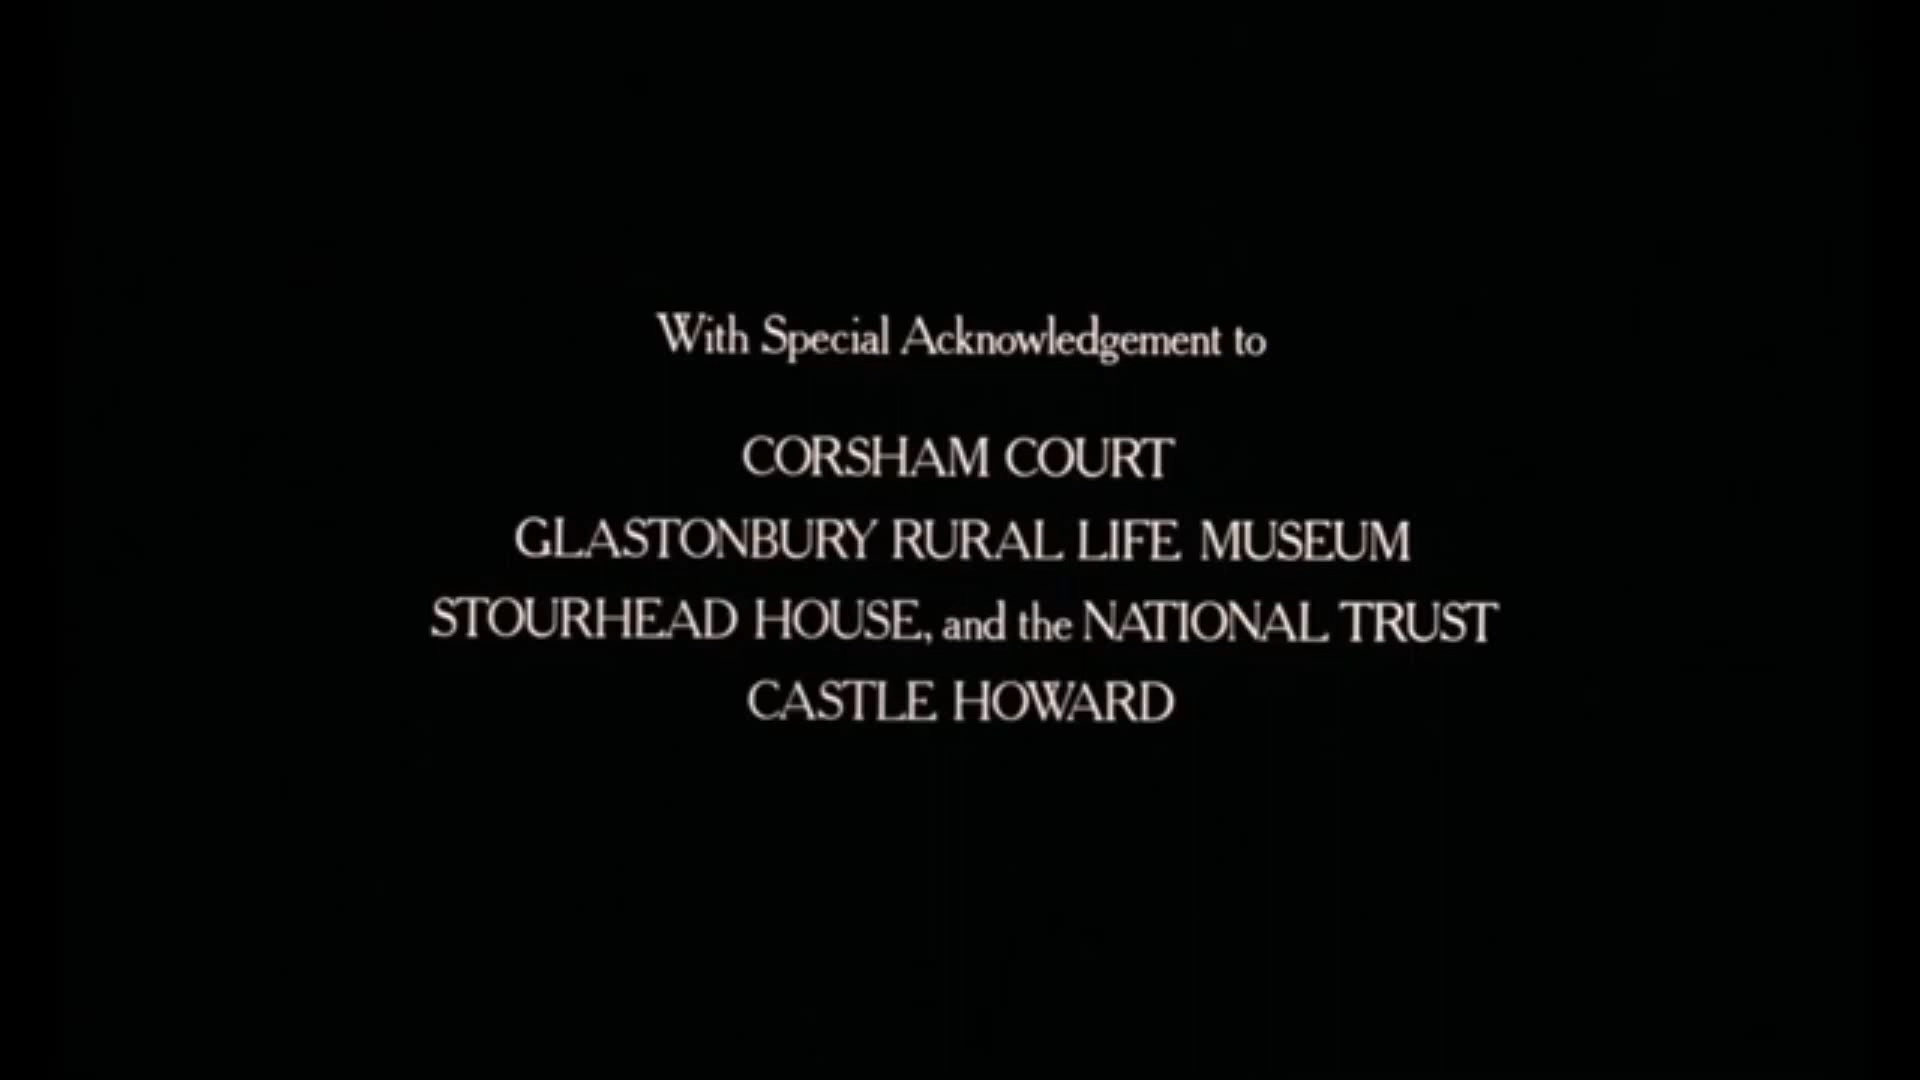 With Special Acknowledgement to
CORSHAM COURT
GLASTONBURY RURAL LIFE MUSEUM
STOURHEAD HOUSE, and the NATIONAL TRUST
CASTLE HOWARD